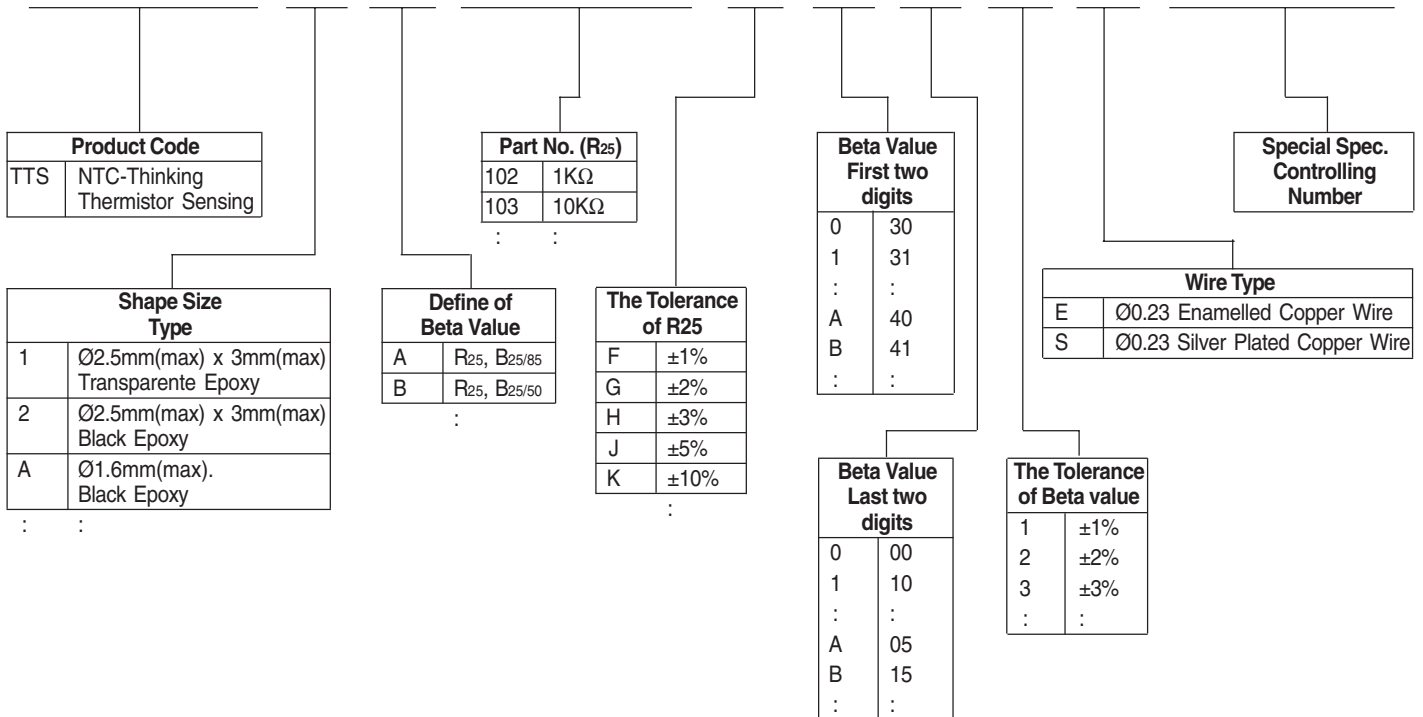 Product Code
TTS NTC-Thinking
Thermistor Sensing
Shape Size
Type
1 Ø2.5mm(max) x 3mm(max)
Transparente Epoxy
2 Ø2.5mm(max) x 3mm(max)
Black Epoxy
A Ø1.6mm(max).
Black Epoxy
: :
Define of
Beta Value
A R25, B25/85
B R25, B25/50
:
Part No. (R25)
102 1KΩ
103 10KΩ
: :
The Tolerance
of R25
F ±1%
G ±2%
H ±3%
J ±5%
K ±10%
:
Beta Value
First two
digits
0 30
1 31
: :
A 40
B 41
: :
Beta Value
Last two
digits
0 00
1 10
: :
A 05
B 15
: :
The Tolerance
of Beta value
1 ±1%
2 ±2%
3 ±3%
: :
Wire Type
E Ø0.23 Enamelled Copper Wire
S Ø0.23 Silver Plated Copper Wire
Special Spec.
Controlling
Number